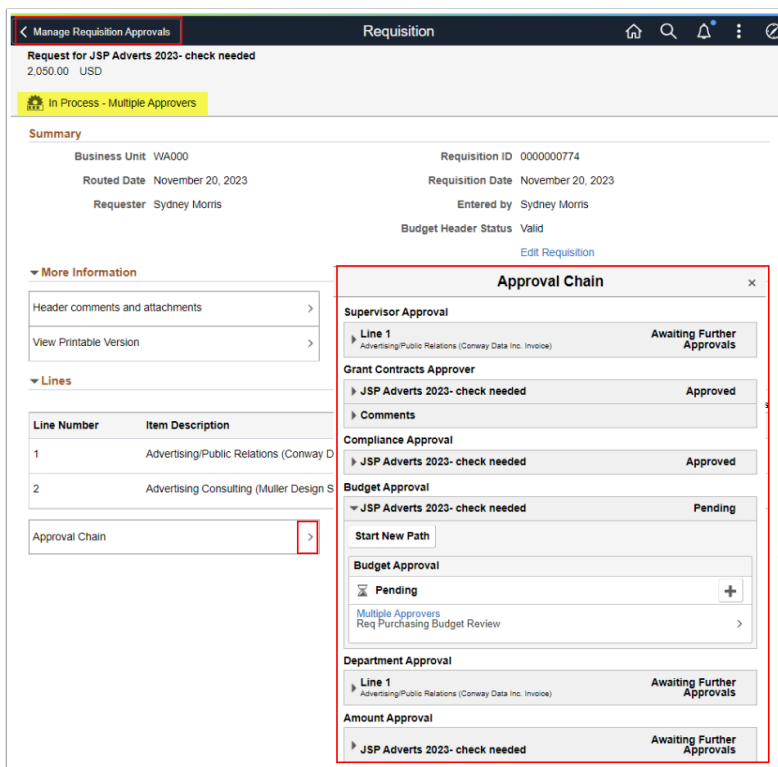 Manage Requisition Approvals
Requisition
Request for JSP Adverts 2023- check needed
2,050.00 USD
In Process - Multiple Approvers
Summary
Business Unit WA000
Requisition ID 0000000774
Routed Date November 20, 2023
Requisition Date November 20, 2023
Requester Sydney Morris
Entered by Sydney Morris
Budget Header Status Valid
Edit Requisition
More Information
Header comments and attachments
View Printable Version
Lines
Line Number Item Description
1 Advertising/Public Relations (Conway D
2 Advertising Consulting (Muller Design S
Approval Chain
Approval Chain
Supervisor Approval
Line 1 Awaiting Further
Advertising/Public Relations (Conway Data Inc. Invoice) Approvals
Grant Contracts Approver
JSP Adverts 2023- check needed Approved
Comments
Compliance Approval
JSP Adverts 2023- check needed Approved
Budget Approval
JSP Adverts 2023- check needed Pending
Start New Path
Budget Approval
Pending
Multiple Approvers
Req Purchasing Budget Review
Department Approval
Line 1 Awaiting Further
Advertising/Public Relations (Conway Data Inc. Invoice) Approvals
Amount Approval
JSP Adverts 2023- check needed Awaiting Further
Approvals